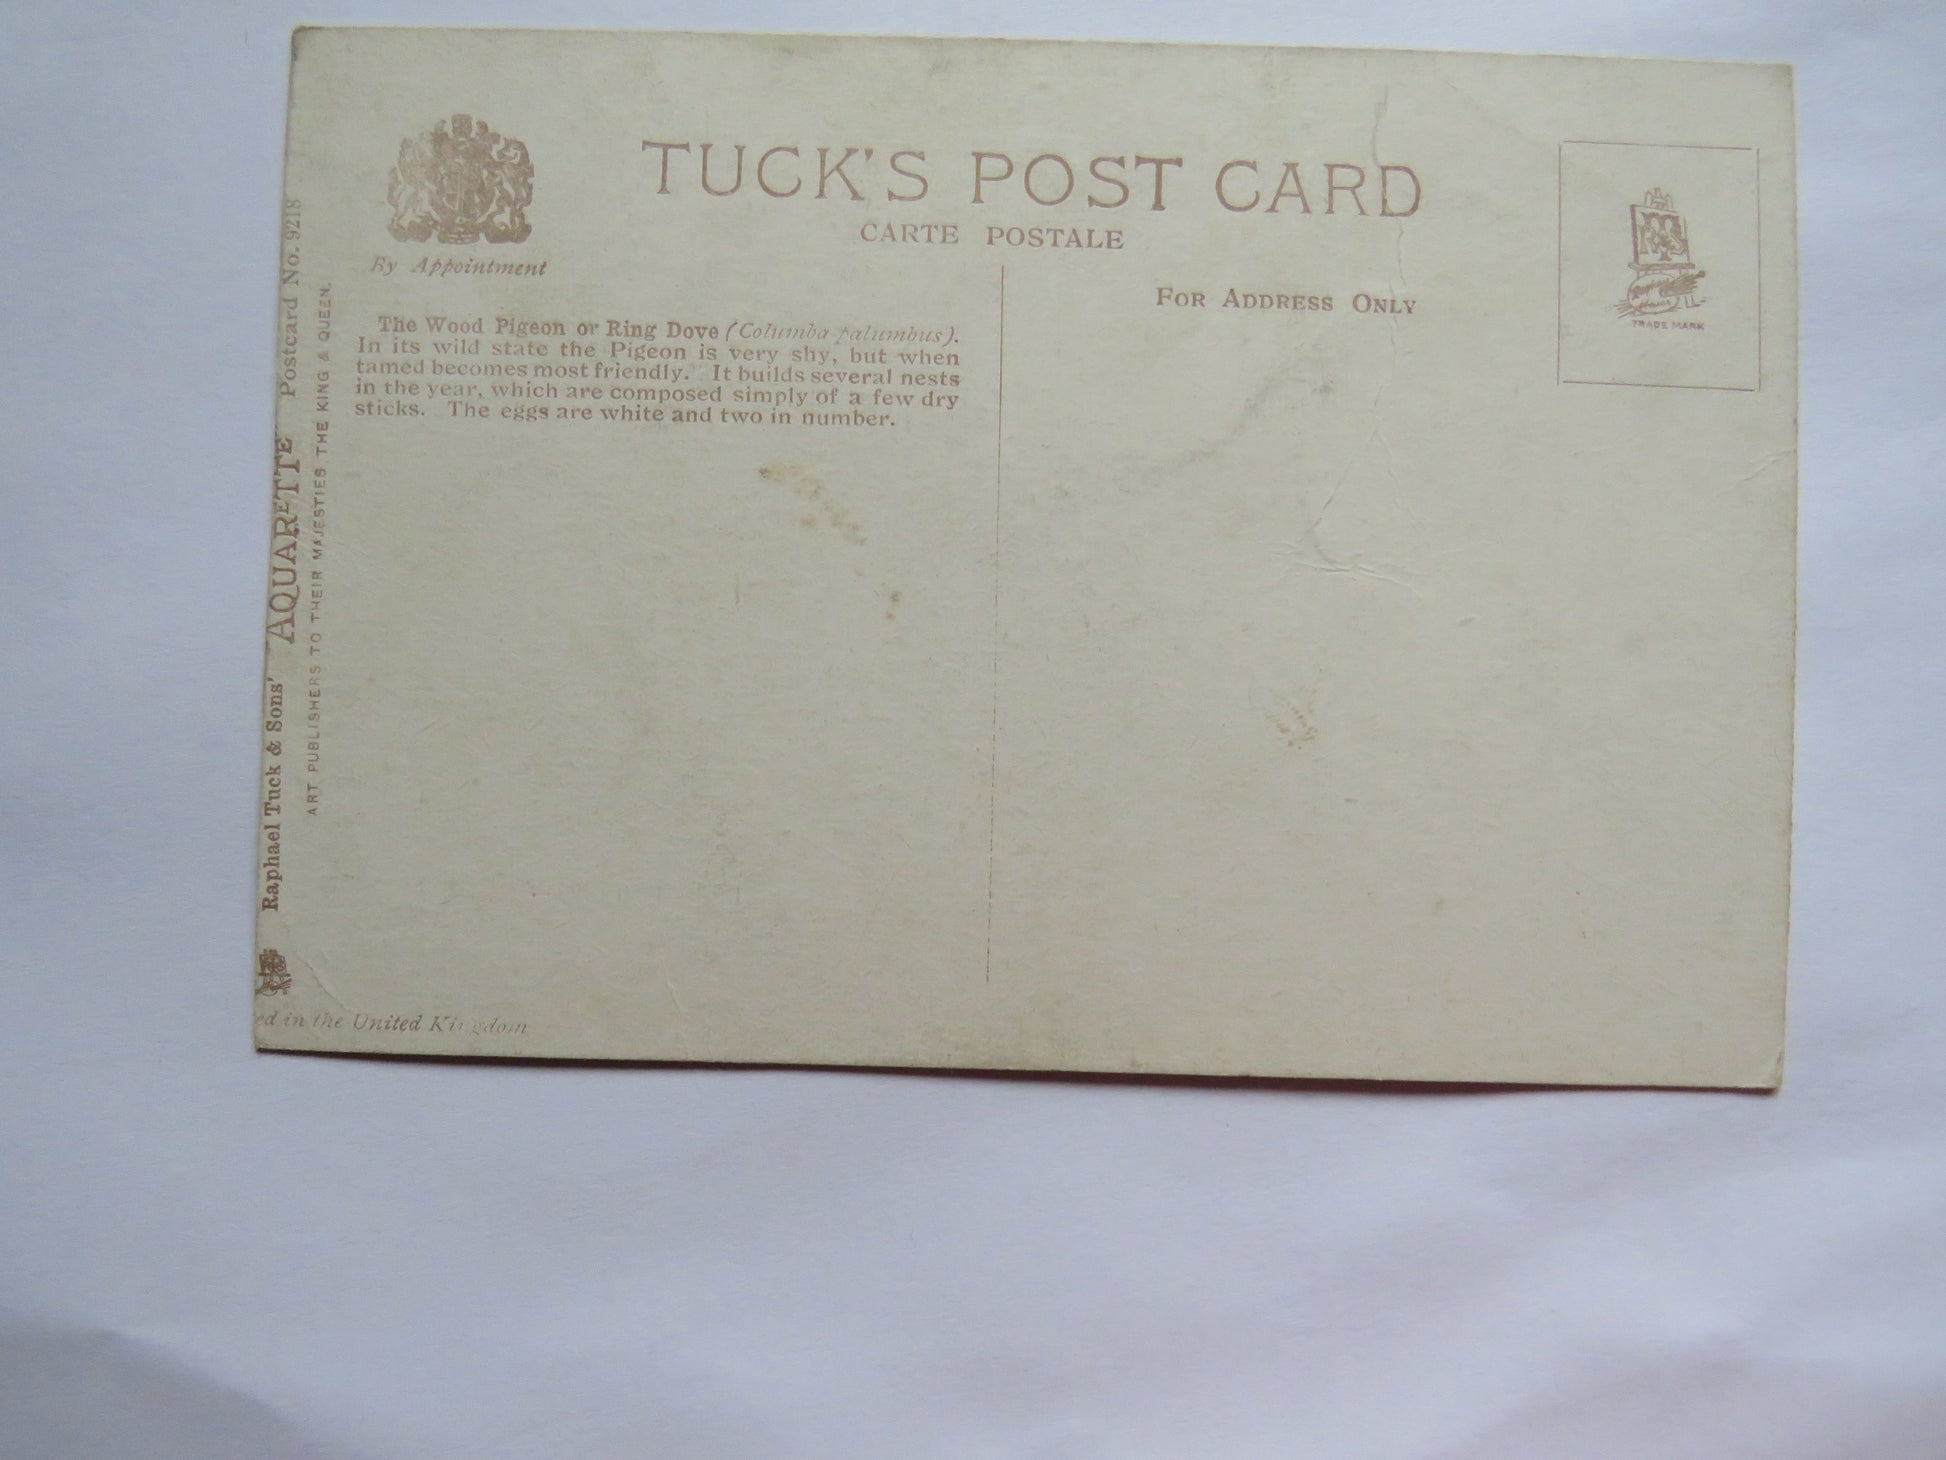 TUCK'S POST CARD
CARTE POSTALE
By Appointment
FOR ADDRESS ONLY
TRADE MARK
The Wood Pigeon or Ring Dove (Columba palumbus).
In its wild state the Pigeon is very shy, but when
tamed becomes most friendly. It builds several nests
in the year, which are composed simply of a few dry
sticks. The eggs are white and two in number.
Raphael Tuck & Sons' "AQUARETTE" Postcard No. 9218
ART PUBLISHERS TO THEIR MAJESTIES THE KING & QUEEN.
ed in the United Kingdom